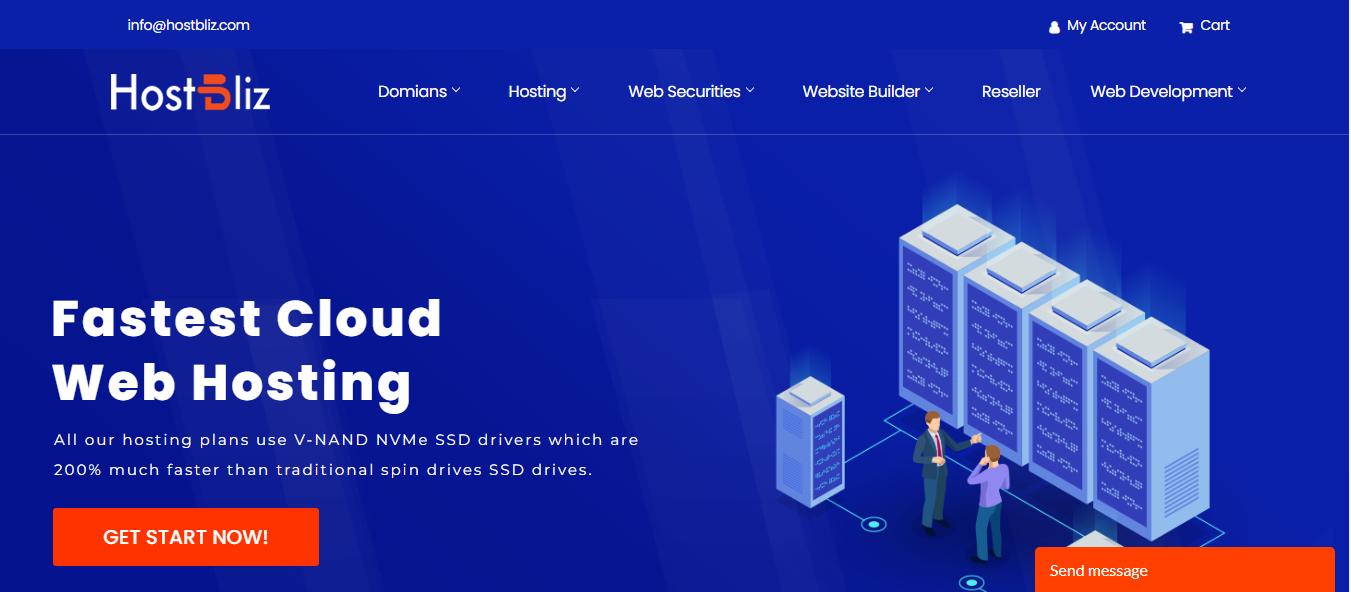 info@hostbliz.com
My Account
Cart
HostBliz
Domians
Hosting
Web Securities
Website Builder
Reseller
Web Development
Fastest Cloud
Web Hosting
All our hosting plans use V-NAND NVMe SSD drivers which are
200% much faster than traditional spin drives SSD drives.
GET START NOW!
Send message